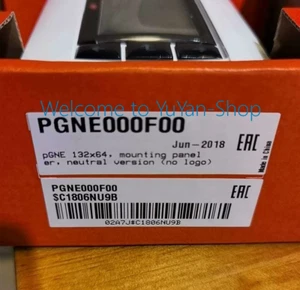 Welcome to YuYan-Shop
PGNE000F00
Jun-2018
EAC
Made in China
pGNE 132x64, mounting panel
er, neutral version (no logo)
PGNE000F00
SC1806NU9B
EAC
02A7J#C1806NU9B